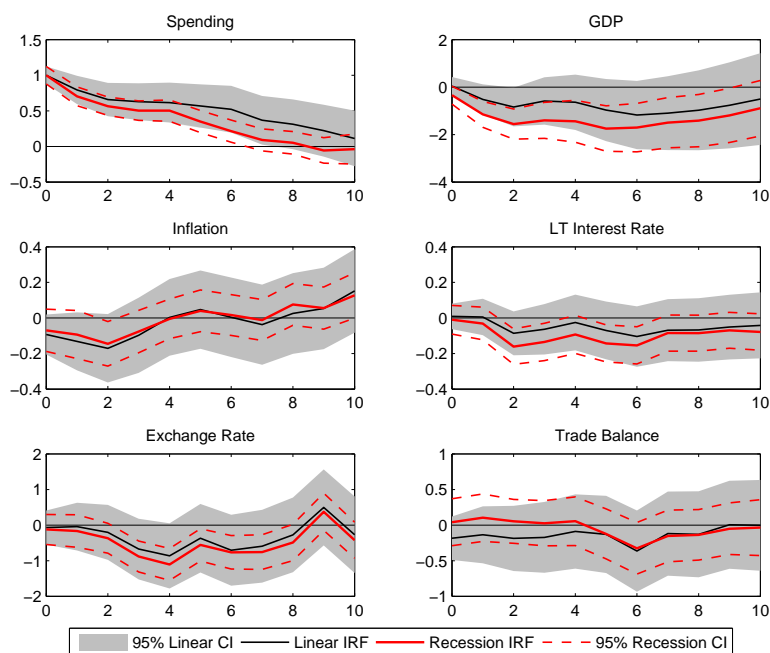 Spending
GDP
1.5
1
0.5
0
−0.5
0 2 4 6 8 10
2
0
−2
−4
0 2 4 6 8 10
Inflation
LT Interest Rate
0.4
0.2
0
−0.2
−0.4
0 2 4 6 8 10
0.4
0.2
0
−0.2
0.4
0 2 4 6 8 10
Exchange Rate
Trade Balance
2
1
0
−1
−2
0 2 4 6 8 10
1
0.5
0
−0.5
−1
0 2 4 6 8 10
95% Linear CI Linear IRF Recession IRF 95% Recession CI